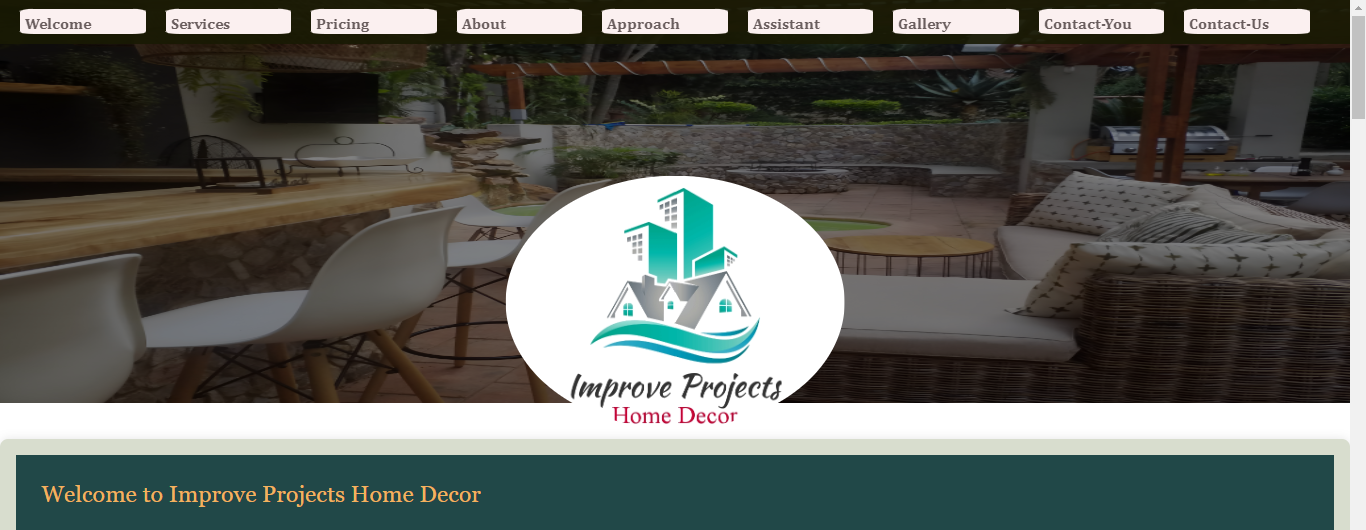 Welcome
Services
Pricing
About
Approach
Assistant
Gallery
Contact-You
Contact-Us
Improve Projects
Home Decor
Welcome to Improve Projects Home Decor